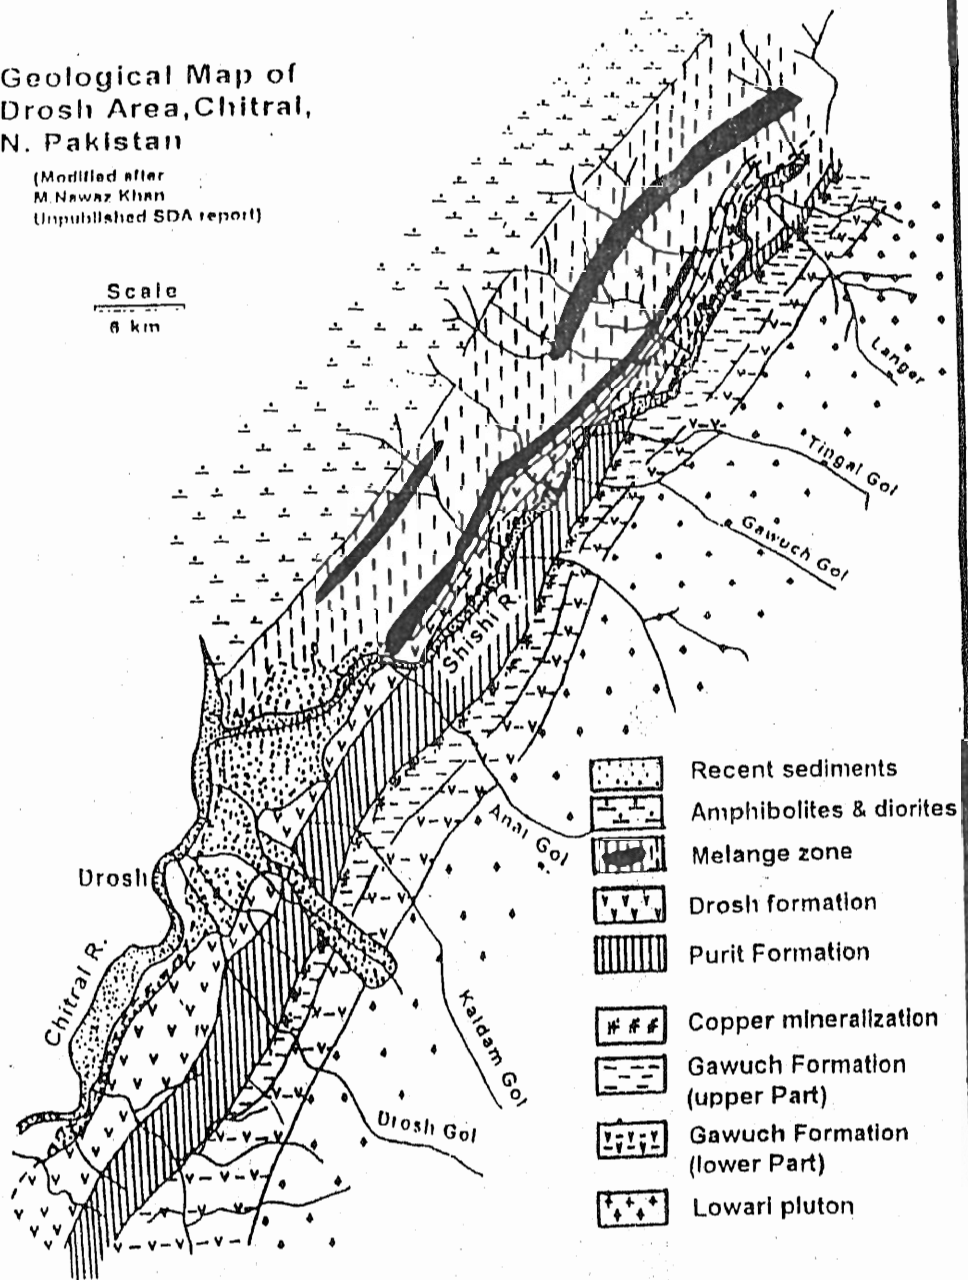 Geological Map of
Drosh Area, Chitral,
N. Pakistan
(Modified after
M.Nawaz Khan
Unpublished SDA report)
Scale
6 km
Langer
Tingal Gol
Gawuch Gol
Shishi R.
Anai Gol
Drosh
Chitral R.
Kaldam Gol
Drosh Gol
Recent sediments
Amphibolites & diorites
Melange zone
Drosh formation
Purit Formation
Copper mineralization
Gawuch Formation
(upper Part)
Gawuch Formation
(lower Part)
Lowari pluton